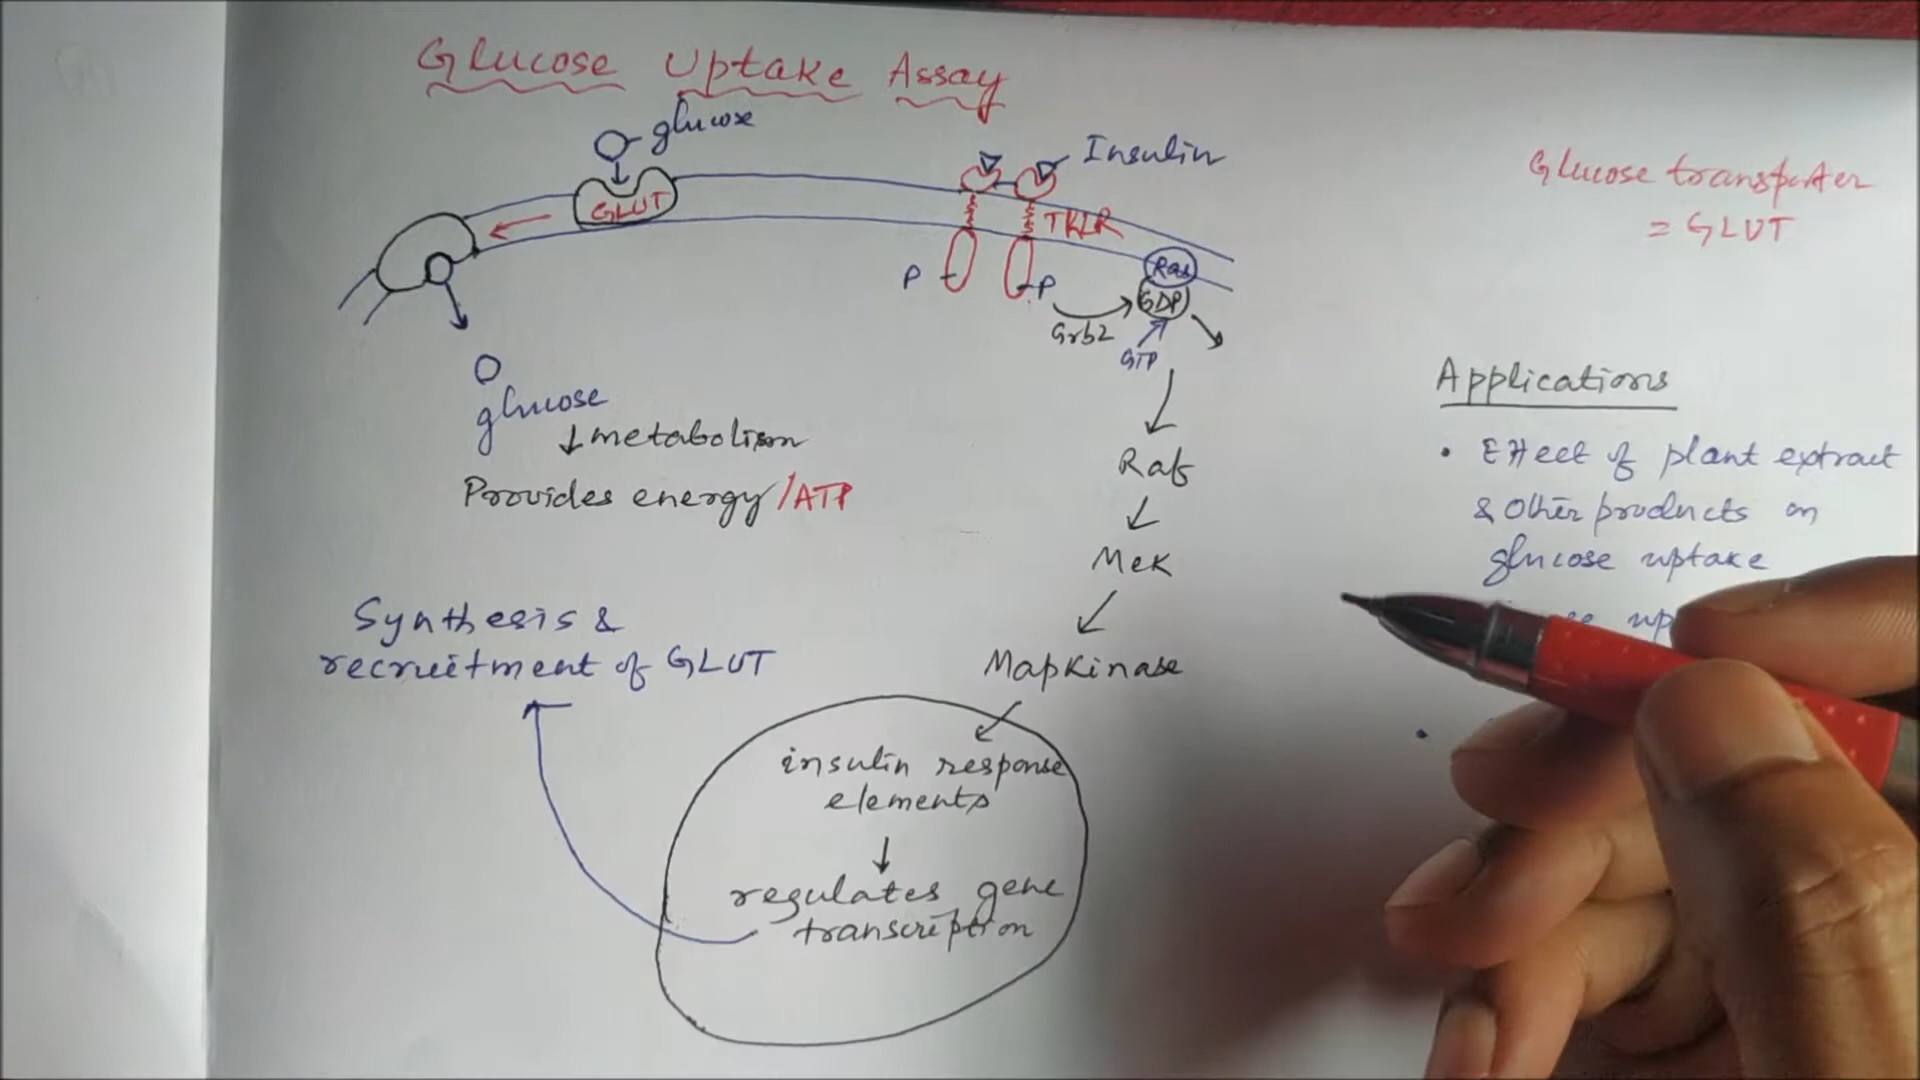 Glucose Uptake Assay
glucose
Insulin
GLUT
TKLR
Glucose transporter
= GLUT
P
P
Ras
GDP
Grb2
GTP
glucose
metabolism
Provides energy/ATP
Raf
Mek
Mapkinase
insulin response
elements
regulates gene
transcription
Synthesis &
recruitment of GLUT
Applications
• Effect of plant extract
& other products on
glucose uptake